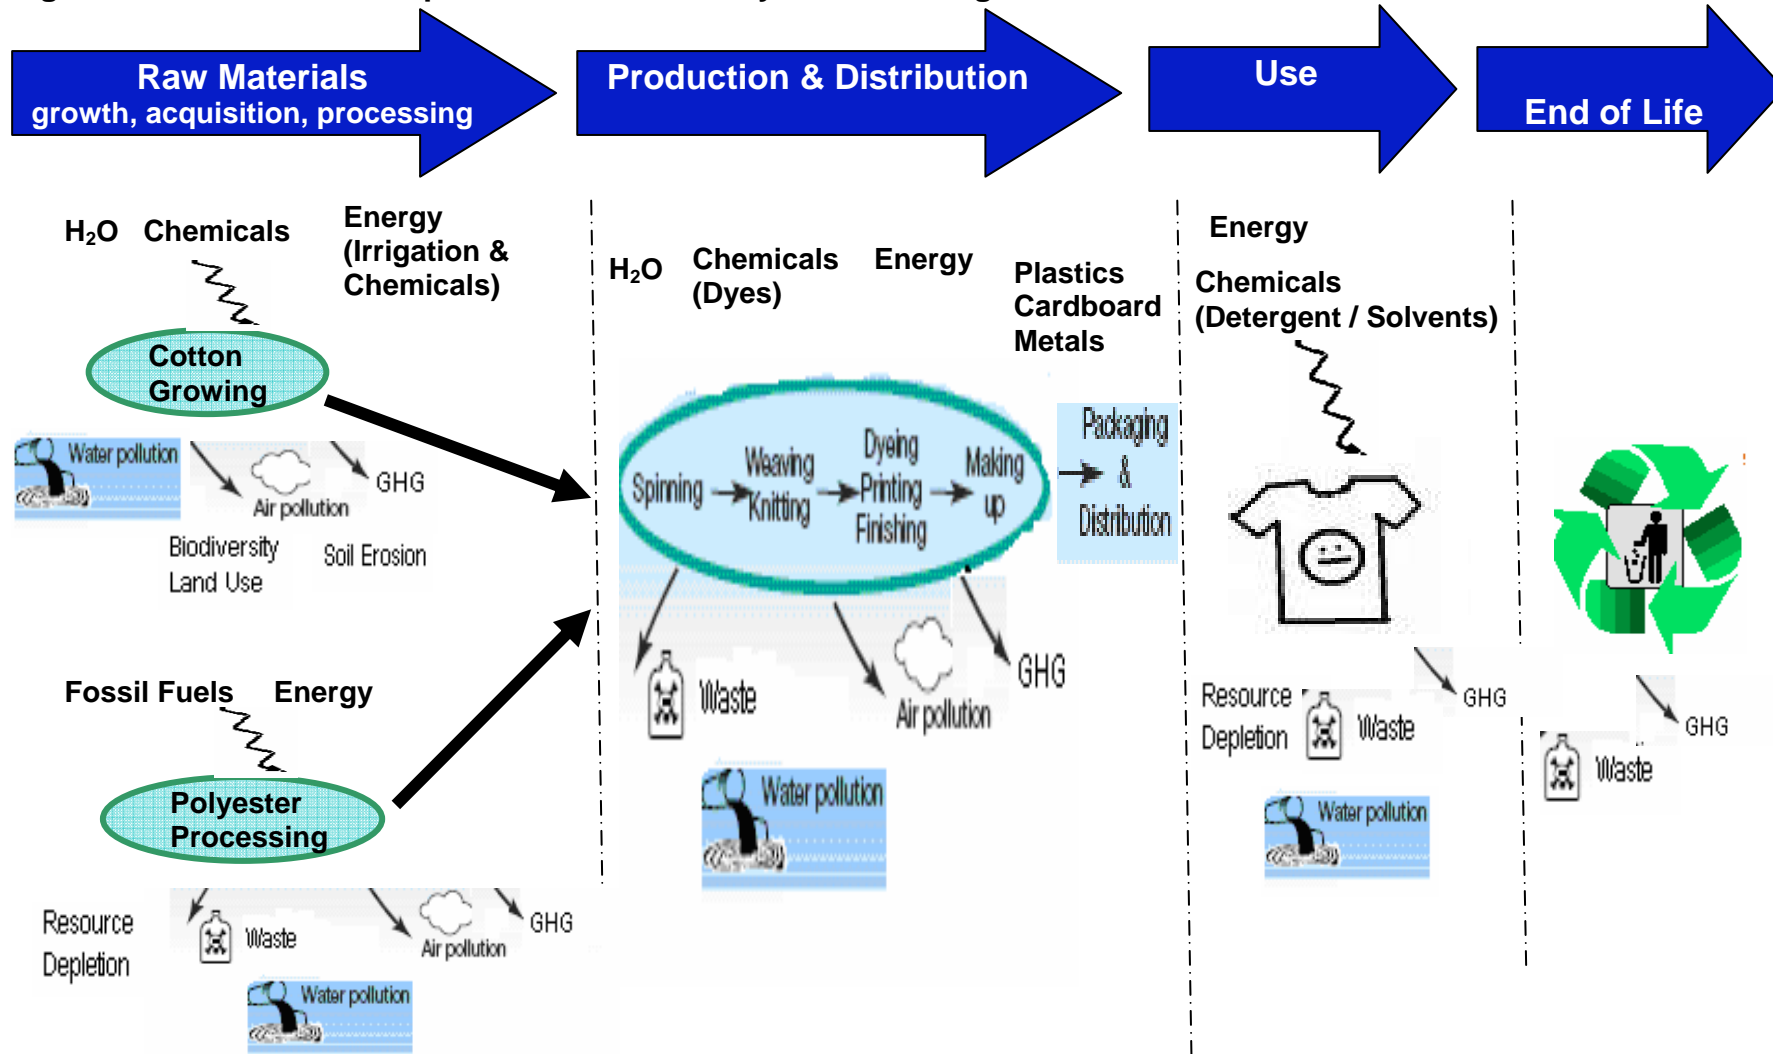 Raw Materials
growth, acquisition, processing
Production & Distribution
Use
End of Life
H₂O Chemicals
Energy
(Irrigation &
Chemicals)
Cotton
Growing
Water pollution
Air pollution
GHG
Biodiversity
Land Use
Soil Erosion
Fossil Fuels Energy
Polyester
Processing
Resource
Depletion
Waste
Air pollution
GHG
Water pollution
H₂O
Chemicals
(Dyes)
Energy
Plastics
Cardboard
Metals
Spinning
Weaving
Knitting
Dyeing
Printing
Finishing
Making
up
Packaging
&
Distribution
Waste
Air pollution
GHG
Water pollution
Energy
Chemicals
(Detergent / Solvents)
Resource
Depletion
Waste
GHG
Water pollution
Waste
GHG